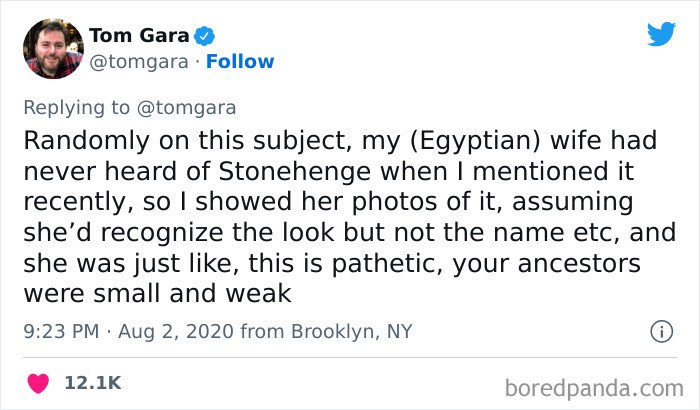 Tom Gara
@tomgara · Follow
Replying to @tomgara
Randomly on this subject, my (Egyptian) wife had
never heard of Stonehenge when I mentioned it
recently, so I showed her photos of it, assuming
she’d recognize the look but not the name etc, and
she was just like, this is pathetic, your ancestors
were small and weak
9:23 PM · Aug 2, 2020 from Brooklyn, NY
12.1K
boredpanda.com